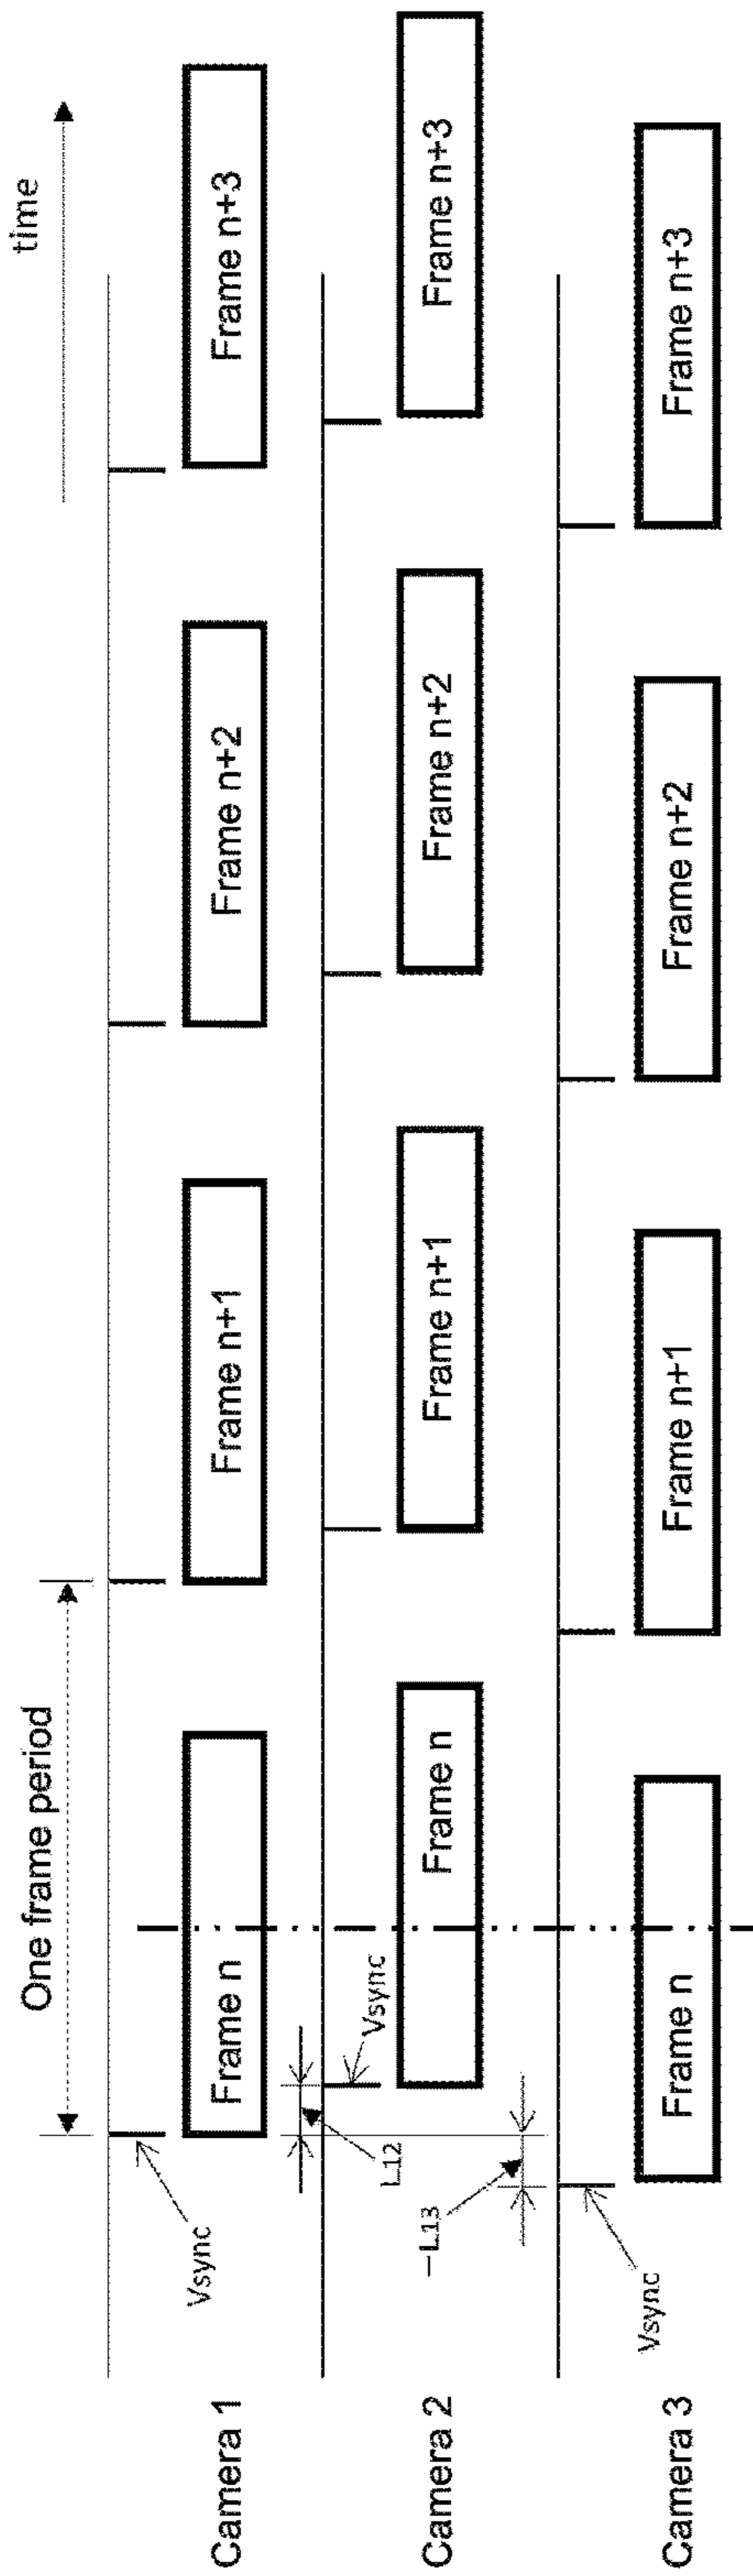 time
One frame period
Vsync
Camera 1
Frame n
Frame n+1
Frame n+2
Frame n+3
L12
Vsync
Camera 2
Frame n
Frame n+1
Frame n+2
Frame n+3
—L13
Vsync
Camera 3
Frame n
Frame n+1
Frame n+2
Frame n+3